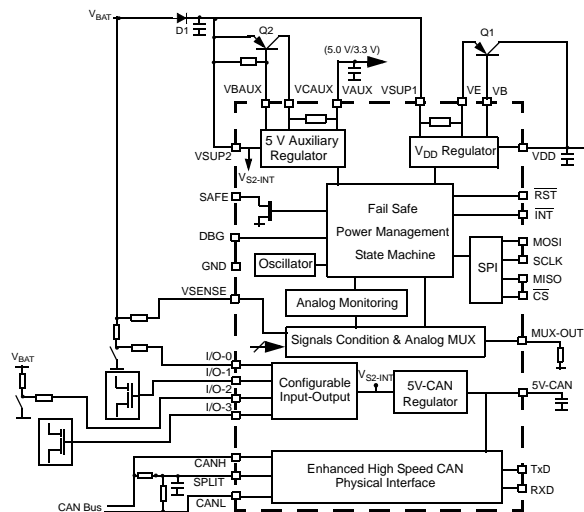 VBAT
D1
Q2
(5.0 V/3.3 V)
Q1
VBAUX
VCAUX
VAUX
VSUP1
VE
VB
5 V Auxiliary
Regulator
VDD Regulator
VSUP2
VDD
VS2-INT
SAFE
Fail Safe
Power Management
State Machine
RST
INT
DBG
MOSI
SCLK
SPI
MISO
CS
GND
Oscillator
VSENSE
Analog Monitoring
Signals Condition & Analog MUX
MUX-OUT
VBAT
I/O-0
I/O-1
I/O-2
I/O-3
Configurable
Input-Output
VS2-INT
5V-CAN
Regulator
5V-CAN
CANH
SPLIT
CANL
CAN Bus
Enhanced High Speed CAN
Physical Interface
TxD
RXD